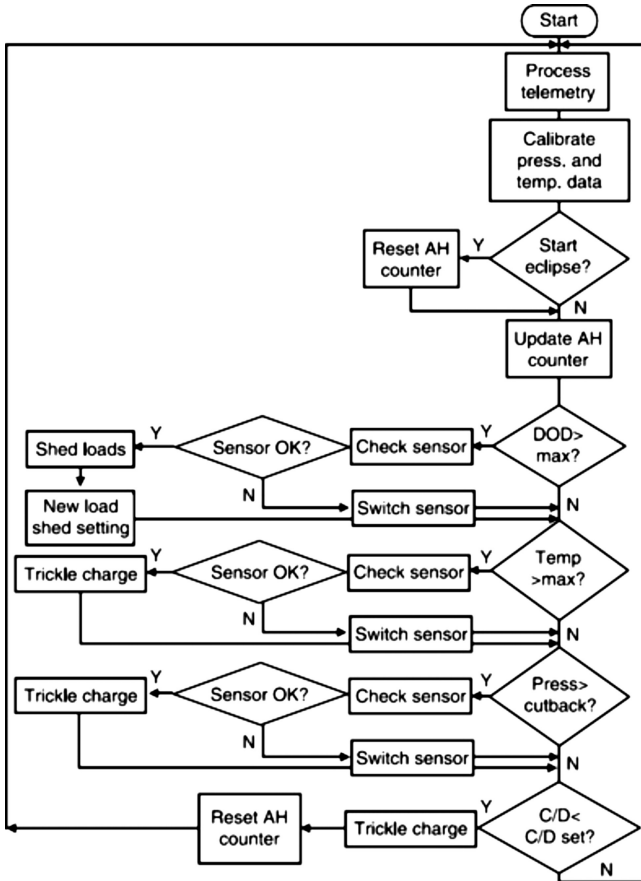 Start
Process
telemetry
Calibrate
press. and
temp. data
Start
eclipse?
Y
Reset AH
counter
N
Update AH
counter
DOD>
max?
Y
Check sensor
Sensor OK?
Y
Shed loads
N
Switch sensor
N
New load
shed setting
Temp
>max?
Y
Check sensor
Sensor OK?
Y
Trickle charge
N
Switch sensor
N
Press>
cutback?
Y
Check sensor
Sensor OK?
Y
Trickle charge
N
Switch sensor
N
C/D<
C/D set?
Y
Trickle charge
Reset AH
counter
N